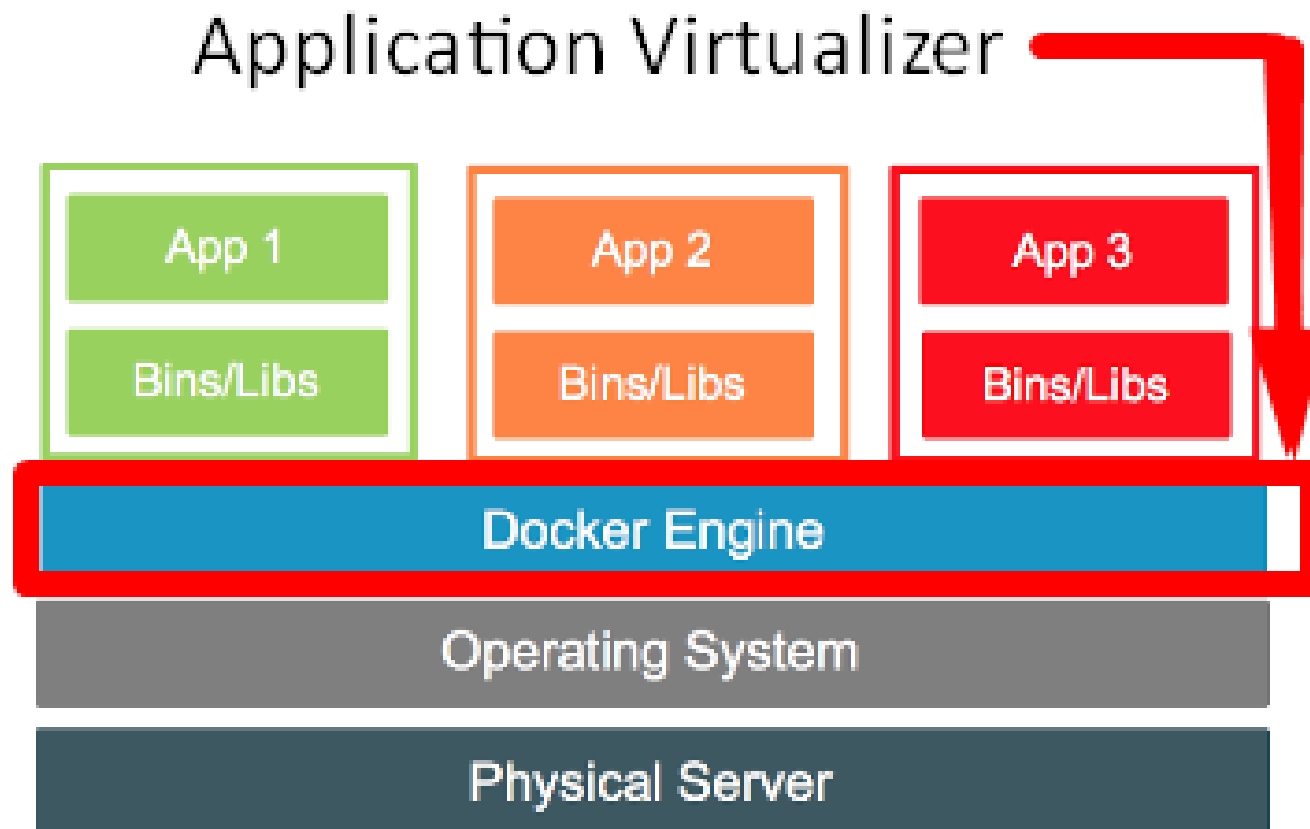 Application Virtualizer
App 1
App 2
App 3
Bins/Libs
Bins/Libs
Bins/Libs
Docker Engine
Operating System
Physical Server